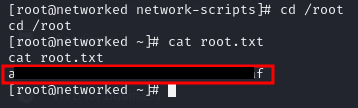 [root@networked network-scripts]# cd /root
cd /root
[root@networked ~]# cat root.txt
cat root.txt
a f
[root@networked ~]#